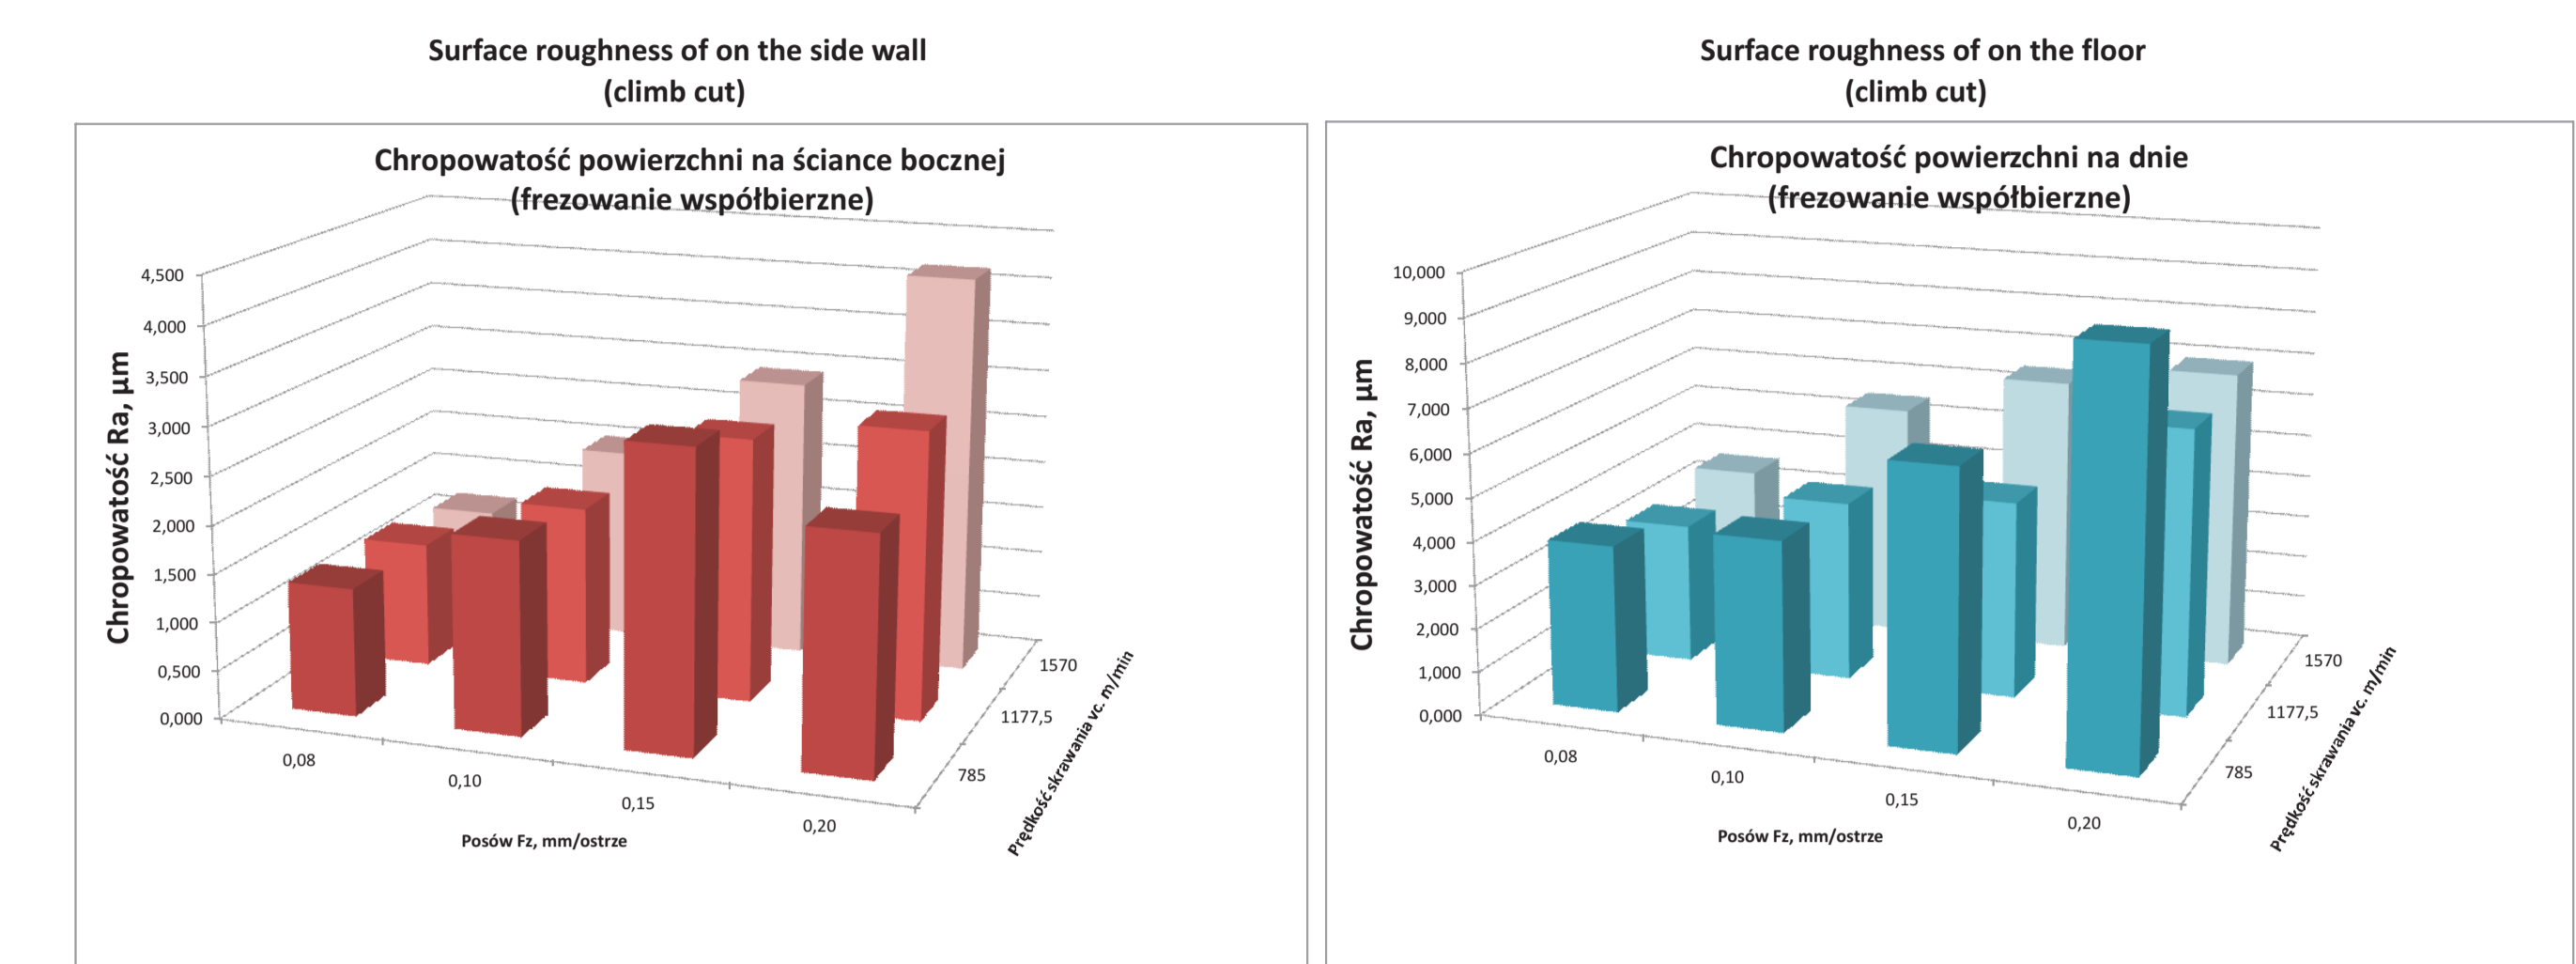 Surface roughness of on the side wall
(climb cut)
Chropowatość powierzchni na ściance bocznej
(frezowanie współbierzne)
4,500
4,000
3,500
3,000
2,500
2,000
1,500
1,000
0,500
0,000
Chropowatość Ra, µm
0,08
0,10
0,15
0,20
Posów Fz, mm/ostrze
785
1177,5
1570
Prędkość skrawania vc. m/min
Surface roughness of on the floor
(climb cut)
Chropowatość powierzchni na dnie
(frezowanie współbierzne)
10,000
9,000
8,000
7,000
6,000
5,000
4,000
3,000
2,000
1,000
0,000
Chropowatość Ra, µm
0,08
0,10
0,15
0,20
Posów Fz, mm/ostrze
785
1177,5
1570
Prędkość skrawania vc. m/min